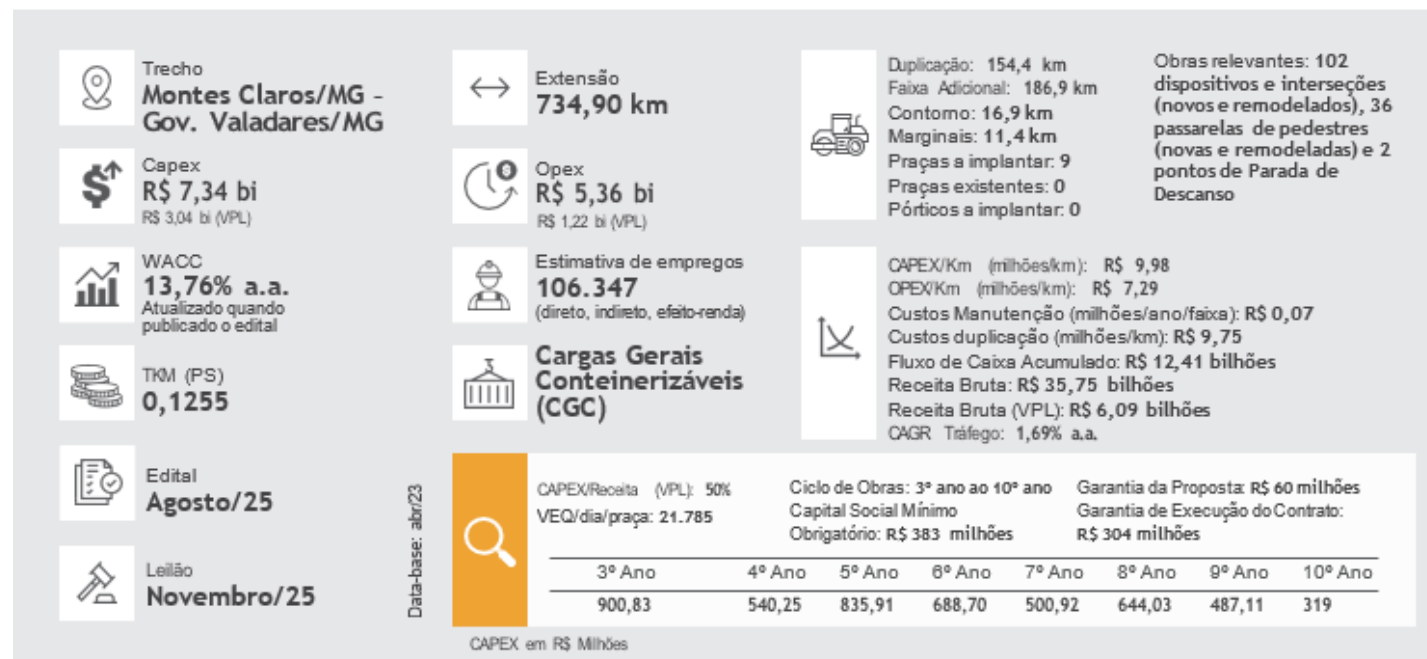 Trecho
Montes Claros/MG -
Gov. Valadares/MG
Extensão
734,90 km
Duplicação: 154,4 km
Faixa Adicional: 186,9 km
Contorno: 16,9 km
Marginais: 11,4 km
Praças a implantar: 9
Praças existentes: 0
Pórticos a implantar: 0
Obras relevantes: 102
dispositivos e interseções
(novos e remodelados), 36
passarelas de pedestres
(novas e remodeladas) e 2
pontos de Parada de
Descanso
Capex
R$ 7,34 bi
R$ 3,04 bi (VPL)
Opex
R$ 5,36 bi
R$ 1,22 bi (VPL)
WACC
13,76% a.a.
Atualizado quando
publicado o edital
Estimativa de empregos
106.347
(direto, indireto, efeito-renda)
CAPEX/Km (milhões/km): R$ 9,98
OPEX/Km (milhões/km): R$ 7,29
Custos Manutenção (milhões/ano/faixa): R$ 0,07
Custos duplicação (milhões/km): R$ 9,75
Fluxo de Caixa Acumulado: R$ 12,41 bilhões
Receita Bruta: R$ 35,75 bilhões
Receita Bruta (VPL): R$ 6,09 bilhões
CAGR Tráfego: 1,69% a.a.
TKM (PS)
0,1255
Cargas Gerais
Conteinerizáveis
(CGC)
Edital
Agosto/25
Leilão
Novembro/25
Data-base: abr/23
CAPEX/Receita (VPL): 50%
VEQ/dia/praça: 21.785
Ciclo de Obras: 3º ano ao 10º ano
Capital Social Mínimo
Obrigatório: R$ 383 milhões
Garantia da Proposta: R$ 60 milhões
Garantia de Execução do Contrato:
R$ 304 milhões
3º Ano 4º Ano 5º Ano 6º Ano 7º Ano 8º Ano 9º Ano 10º Ano
900,83 540,25 835,91 688,70 500,92 644,03 487,11 319
CAPEX em R$ Milhões